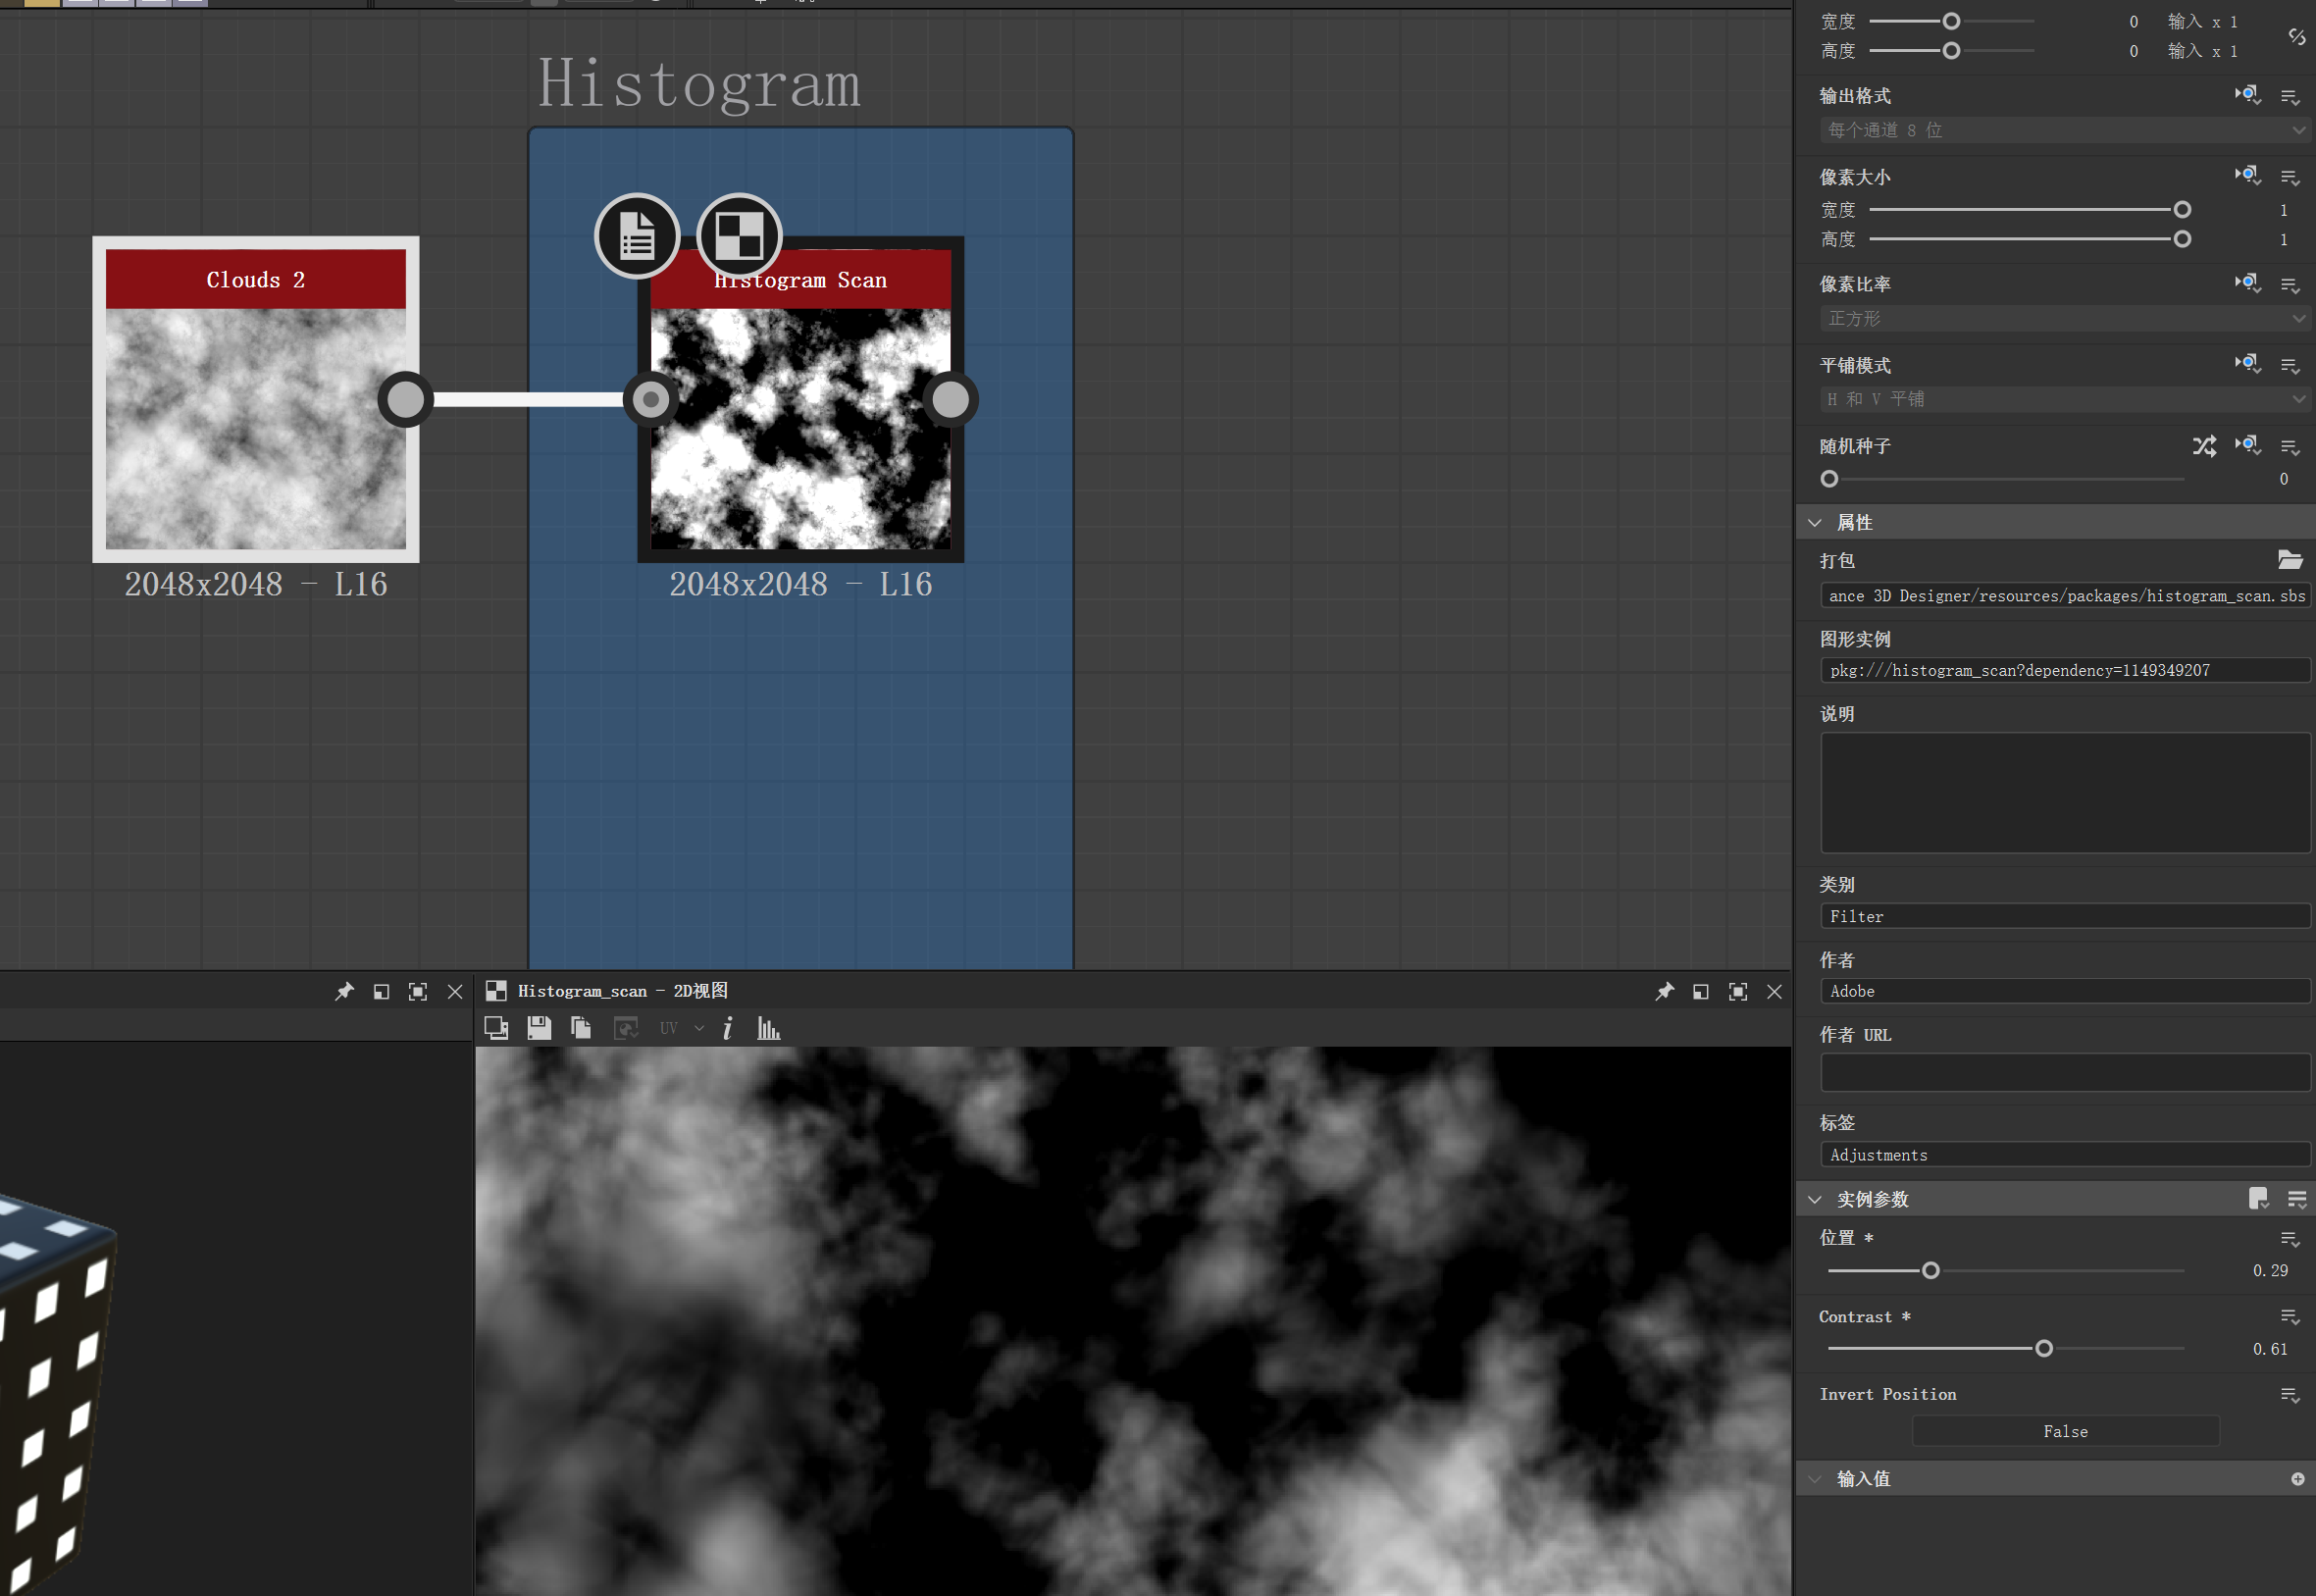 Histogram
Clouds 2
2048x2048 - L16
Histogram Scan
2048x2048 - L16
Histogram_scan - 2D视图
UV
宽度 0 输入 x 1
高度 0 输入 x 1
输出格式
每个通道 8 位
像素大小
宽度 1
高度 1
像素比率
正方形
平铺模式
H 和 V 平铺
随机种子
0
属性
打包
ance 3D Designer/resources/packages/histogram_scan.sbs
图形实例
pkg:///histogram_scan?dependency=1149349207
说明
类别
Filter
作者
Adobe
作者 URL
标签
Adjustments
实例参数
位置 *
0.29
Contrast *
0.61
Invert Position
False
输入值